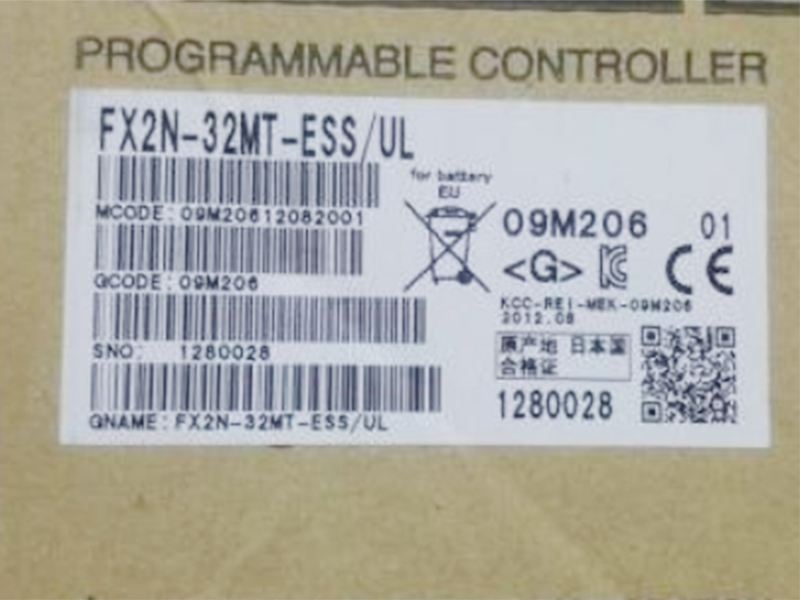 PROGRAMMABLE CONTROLLER
FX2N-32MT-ESS/UL
MCODE: 09M20612082001
GCODE: 09M206
SNO: 1280028
GNAME: FX2N-32MT-ESS/UL
for battery
EU
09M206 01
<G>
CE
KCC-REI-MEK-09M206
2012.08
原产地 日本国
合格证
1280028